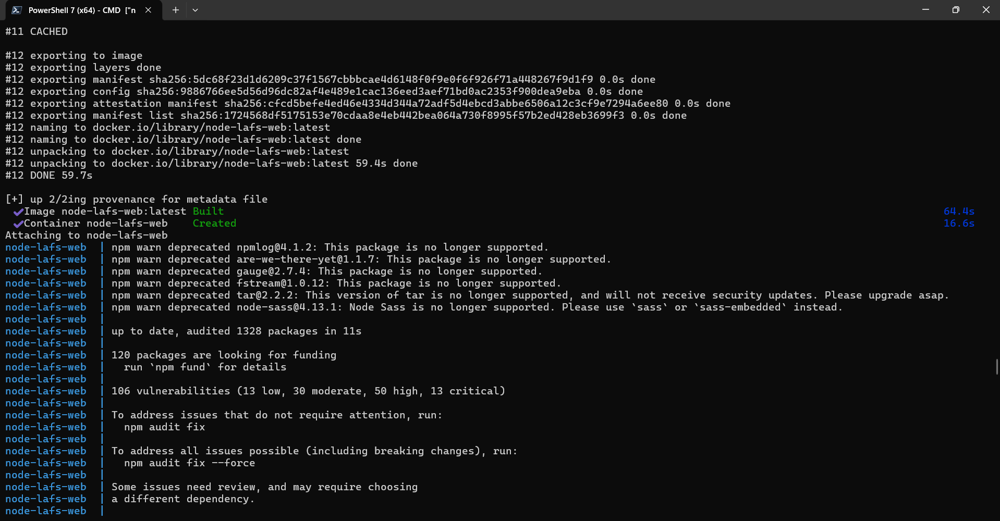 PowerShell 7 (x64) - CMD ["n
#11 CACHED
#12 exporting to image
#12 exporting layers done
#12 exporting manifest sha256:5dc68f23d1d6209c37f1567cbbbcae4d6148f0f9e0f6f926f71a448267f9d1f9 0.0s done
#12 exporting config sha256:9886766ee5d56d96dc82af4e489e1cac136eed3aef71bd0ac2353f900dea9eba 0.0s done
#12 exporting attestation manifest sha256:cfcd5befe4ed46e4334d344a72adf5d4ebcd3abbe6506a12c3cf9e7294a6ee80 0.0s done
#12 exporting manifest list sha256:1724568df5175153e70cdaa8e4eb442bea064a730f8995f57b2ed428eb3699f3 0.0s done
#12 naming to docker.io/library/node-lafs-web:latest
#12 naming to docker.io/library/node-lafs-web:latest done
#12 unpacking to docker.io/library/node-lafs-web:latest
#12 unpacking to docker.io/library/node-lafs-web:latest 59.4s done
#12 DONE 59.7s
[+] up 2/2ing provenance for metadata file
✔Image node-lafs-web:latest Built 64.4s
✔Container node-lafs-web Created 16.6s
Attaching to node-lafs-web
node-lafs-web | npm warn deprecated npmlog@4.1.2: This package is no longer supported.
node-lafs-web | npm warn deprecated are-we-there-yet@1.1.7: This package is no longer supported.
node-lafs-web | npm warn deprecated gauge@2.7.4: This package is no longer supported.
node-lafs-web | npm warn deprecated fstream@1.0.12: This package is no longer supported.
node-lafs-web | npm warn deprecated tar@2.2.2: This version of tar is no longer supported, and will not receive security updates. Please upgrade asap.
node-lafs-web | npm warn deprecated node-sass@4.13.1: Node Sass is no longer supported. Please use `sass` or `sass-embedded` instead.
node-lafs-web |
node-lafs-web | up to date, audited 1328 packages in 11s
node-lafs-web |
node-lafs-web | 120 packages are looking for funding
node-lafs-web | run `npm fund` for details
node-lafs-web |
node-lafs-web | 106 vulnerabilities (13 low, 30 moderate, 50 high, 13 critical)
node-lafs-web |
node-lafs-web | To address issues that do not require attention, run:
node-lafs-web | npm audit fix
node-lafs-web |
node-lafs-web | To address all issues possible (including breaking changes), run:
node-lafs-web | npm audit fix --force
node-lafs-web |
node-lafs-web | Some issues need review, and may require choosing
node-lafs-web | a different dependency.
node-lafs-web |